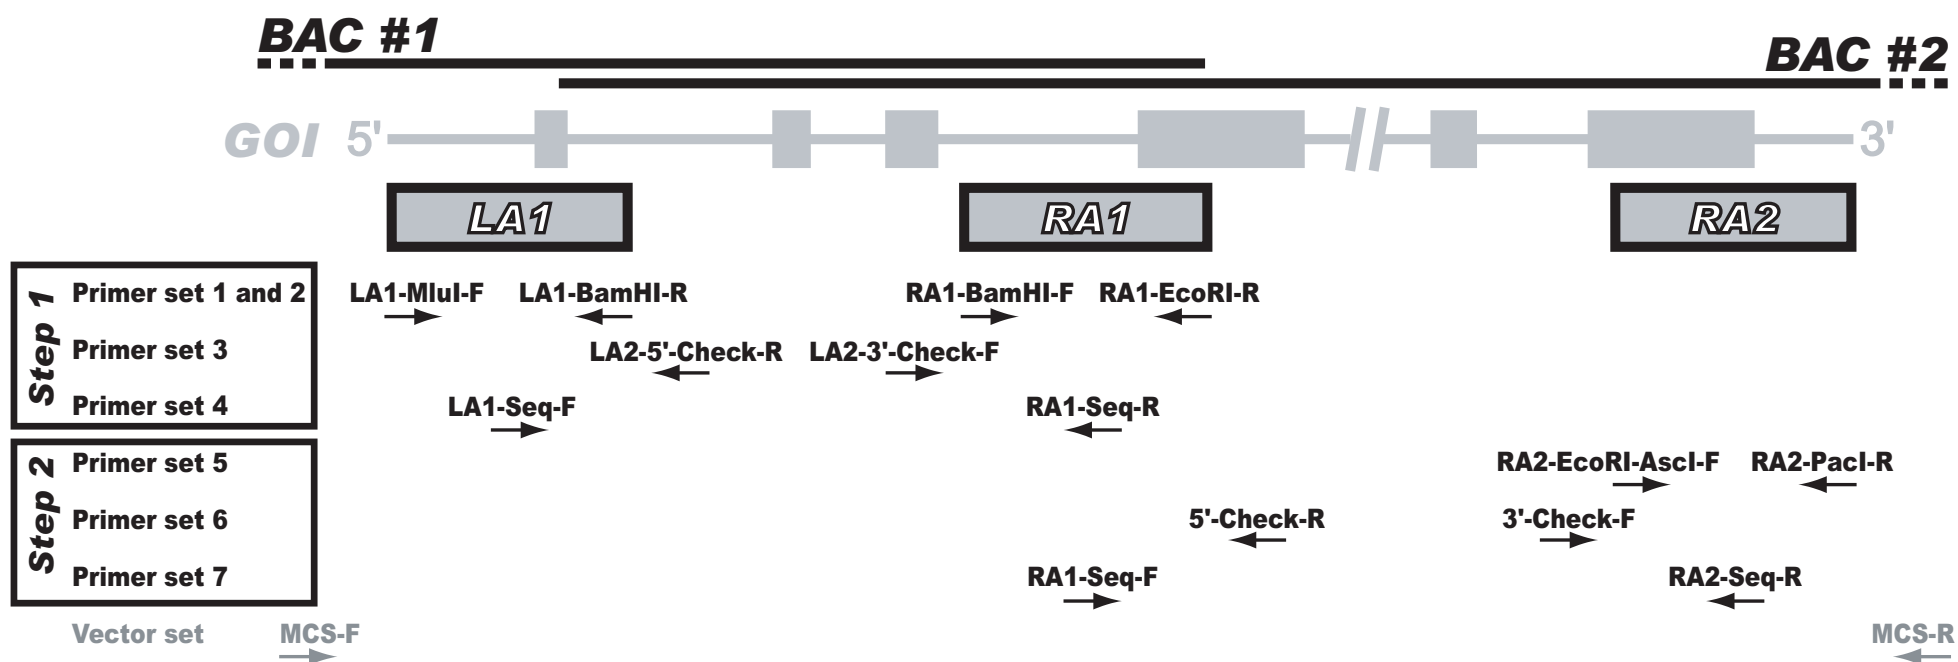 BAC #1
BAC #2
GOI 5' 3'
LA1 RA1 RA2
Step 1
Primer set 1 and 2 LA1-MluI-F LA1-BamHI-R RA1-BamHI-F RA1-EcoRI-R
Primer set 3 LA2-5'-Check-R LA2-3'-Check-F
Primer set 4 LA1-Seq-F RA1-Seq-R
Step 2
Primer set 5 RA2-EcoRI-AscI-F RA2-PacI-R
Primer set 6 5'-Check-R 3'-Check-F
Primer set 7 RA1-Seq-F RA2-Seq-R
Vector set MCS-F MCS-R